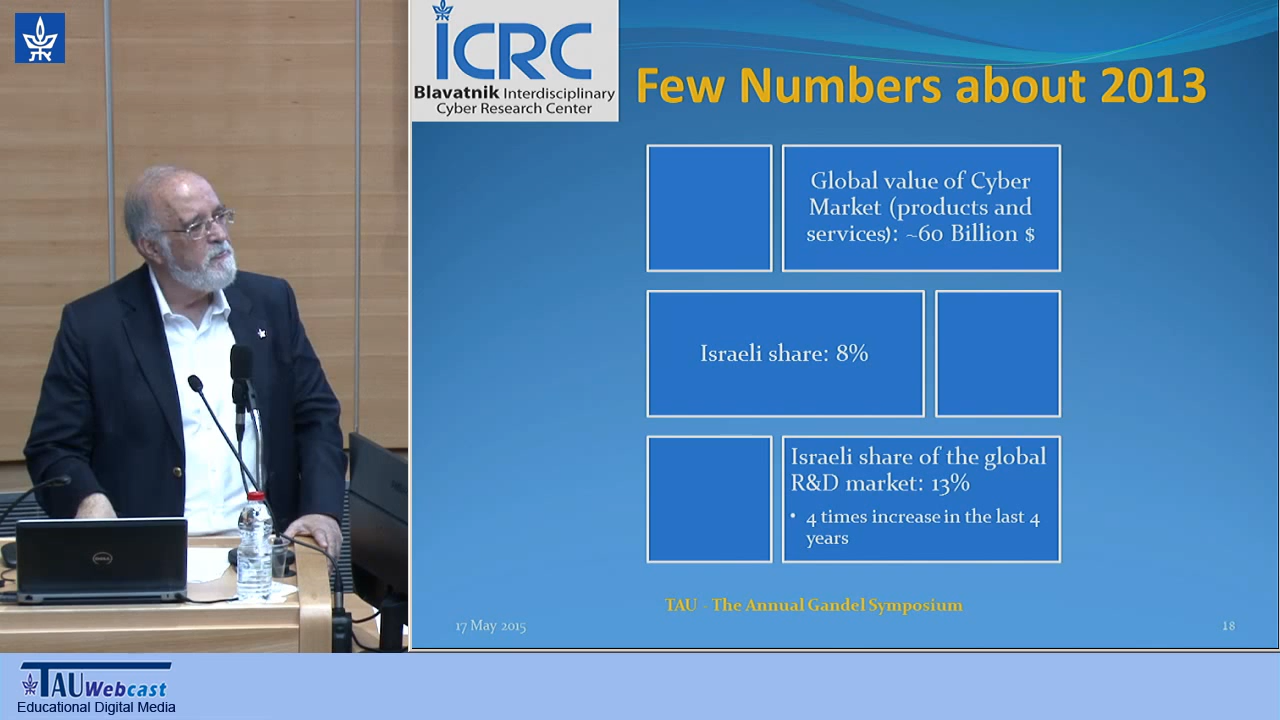 ICRC
Blavatnik Interdisciplinary
Cyber Research Center
Few Numbers about 2013
Global value of Cyber
Market (products and
services): ~60 Billion $
Israeli share: 8%
Israeli share of the global
R&D market: 13%
• 4 times increase in the last 4
years
TAU - The Annual Gandel Symposium
17 May 2015
18
DELL
TAU Webcast
Educational Digital Media